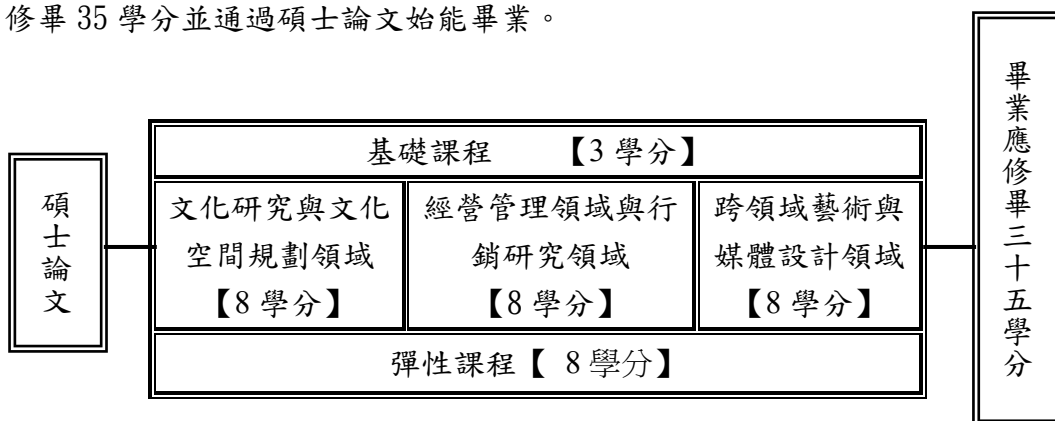 修畢 35 學分並通過碩士論文始能畢業。
碩士論文
基礎課程 【3 學分】
文化研究與文化
空間規劃領域
【8 學分】
經營管理領域與行
銷研究領域
【8 學分】
跨領域藝術與
媒體設計領域
【8 學分】
彈性課程【 8 學分】
畢業應修畢三十五學分